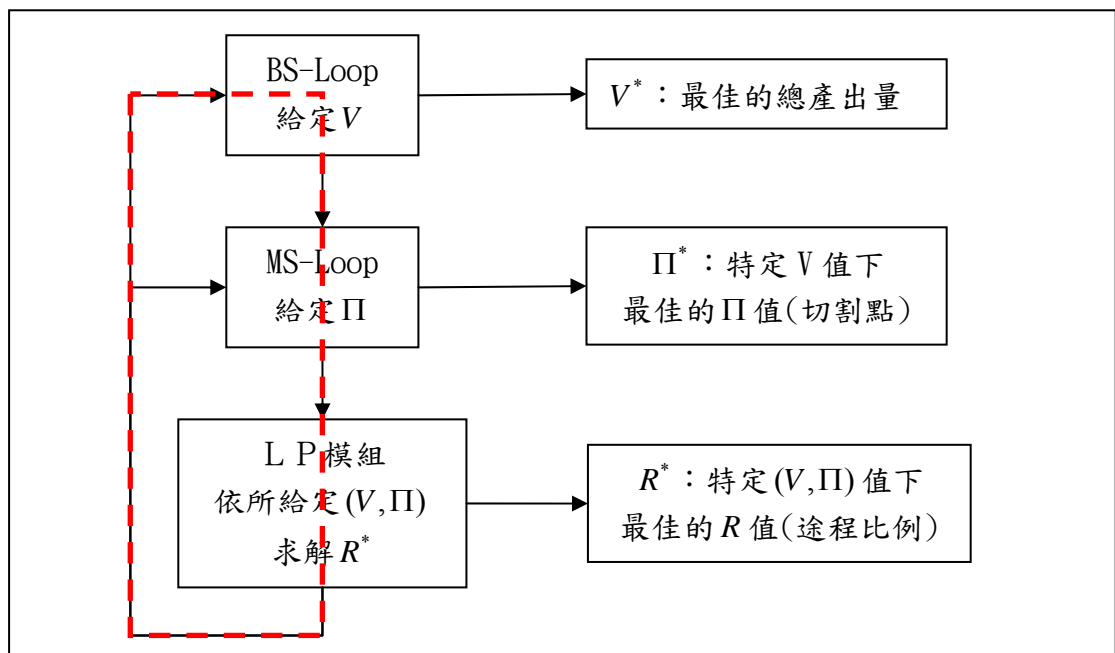 BS-Loop
給定V
V*：最佳的總產出量
MS-Loop
給定Π
Π*：特定 V 值下
最佳的Π值(切割點)
ＬＰ模組
依所給定(V,Π)
求解R*
R*：特定(V,Π)值下
最佳的R值(途程比例)